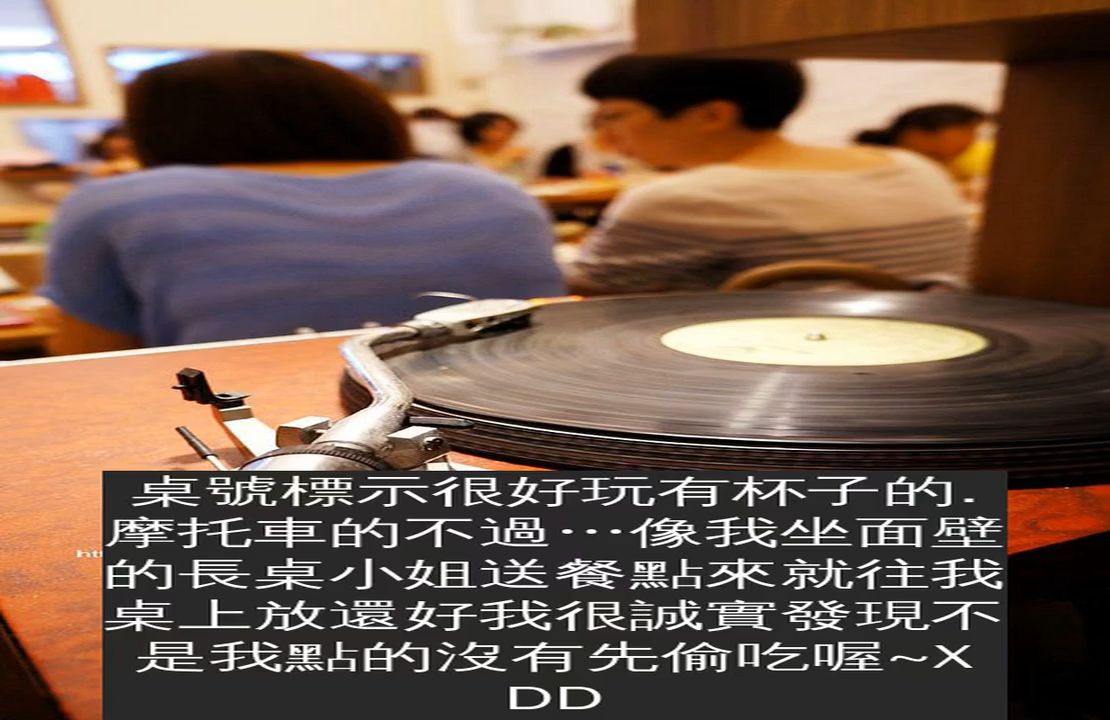 桌號標示很好玩有杯子的.
摩托車的不過…像我坐面壁
的長桌小姐送餐點來就往我
桌上放還好我很誠實發現不
是我點的沒有先偷吃喔~X
DD